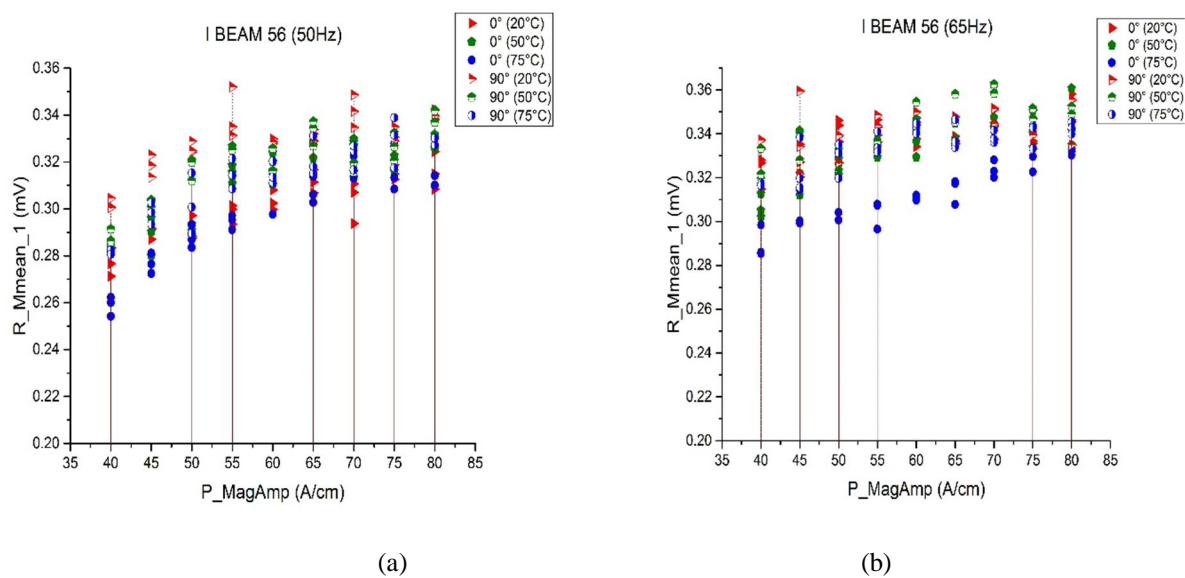 I BEAM 56 (50Hz)
0° (20°C)
0° (50°C)
0° (75°C)
90° (20°C)
90° (50°C)
90° (75°C)
0.36
0.34
0.32
0.30
0.28
0.26
0.24
0.22
0.20
R_Mmean_1 (mV)
35 40 45 50 55 60 65 70 75 80 85
P_MagAmp (A/cm)
(a)
I BEAM 56 (65Hz)
0° (20°C)
0° (50°C)
0° (75°C)
90° (20°C)
90° (50°C)
90° (75°C)
0.36
0.34
0.32
0.30
0.28
0.26
0.24
0.22
0.20
R_Mmean_1 (mV)
35 40 45 50 55 60 65 70 75 80 85
P_MagAmp (A/cm)
(b)